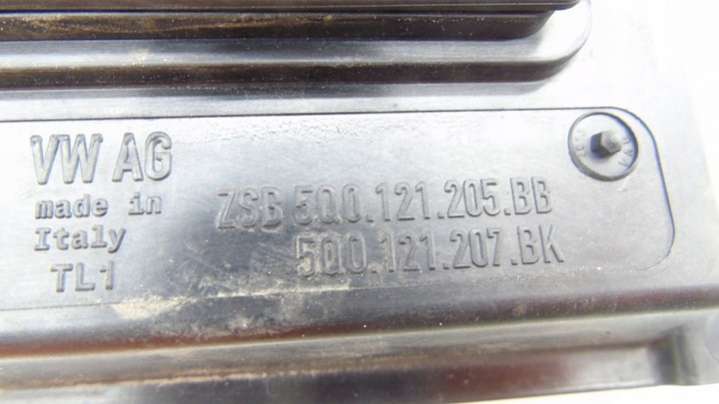 VW AG
made in
Italy
TL1
ZSB 5Q0.121.205.BB
5Q0.121.207.BK